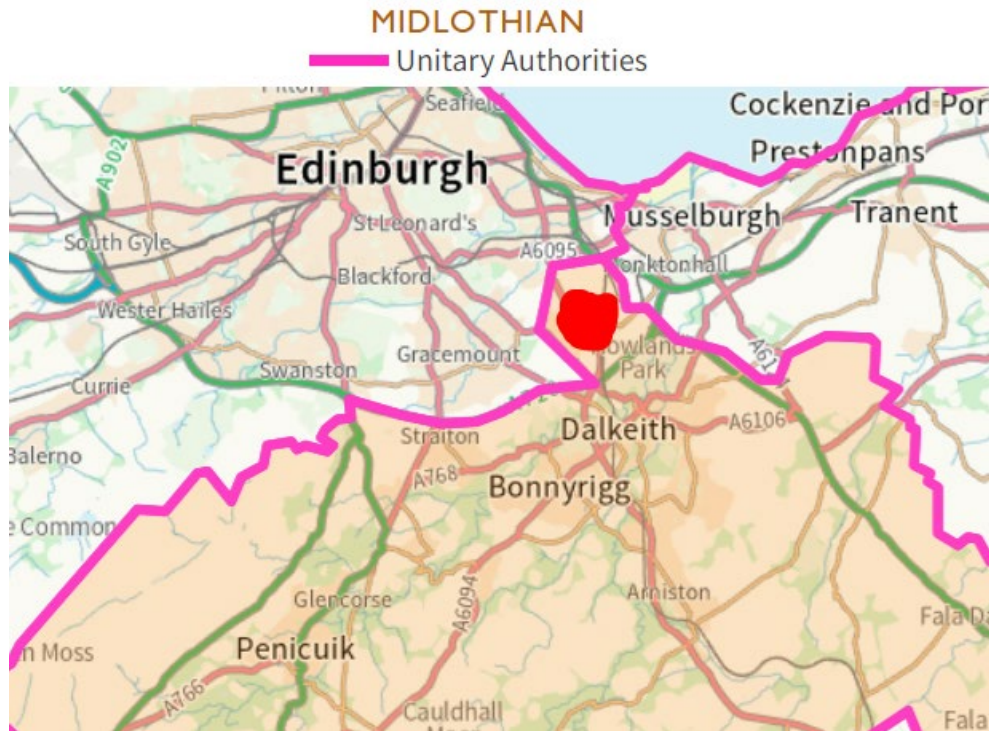 MIDLOTHIAN
Unitary Authorities
Seafield
Cockenzie and Por
Prestonpans
A902
Edinburgh
Musselburgh
Tranent
St Leonard's
South Gyle
A6095
onktonhall
Blackford
Wester Hailes
Gracemount
Swanston
Park
Currie
Dalkeith
A6106
Straiton
Balerno
A768
Bonnyrigg
e Common
Arniston
Glencorse
A6094
Fala Da
n Moss
Penicuik
A766
Cauldhall
Fala